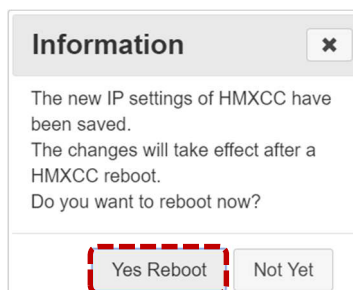 Information
The new IP settings of HMXCC have
been saved.
The changes will take effect after a
HMXCC reboot.
Do you want to reboot now?
Yes Reboot
Not Yet